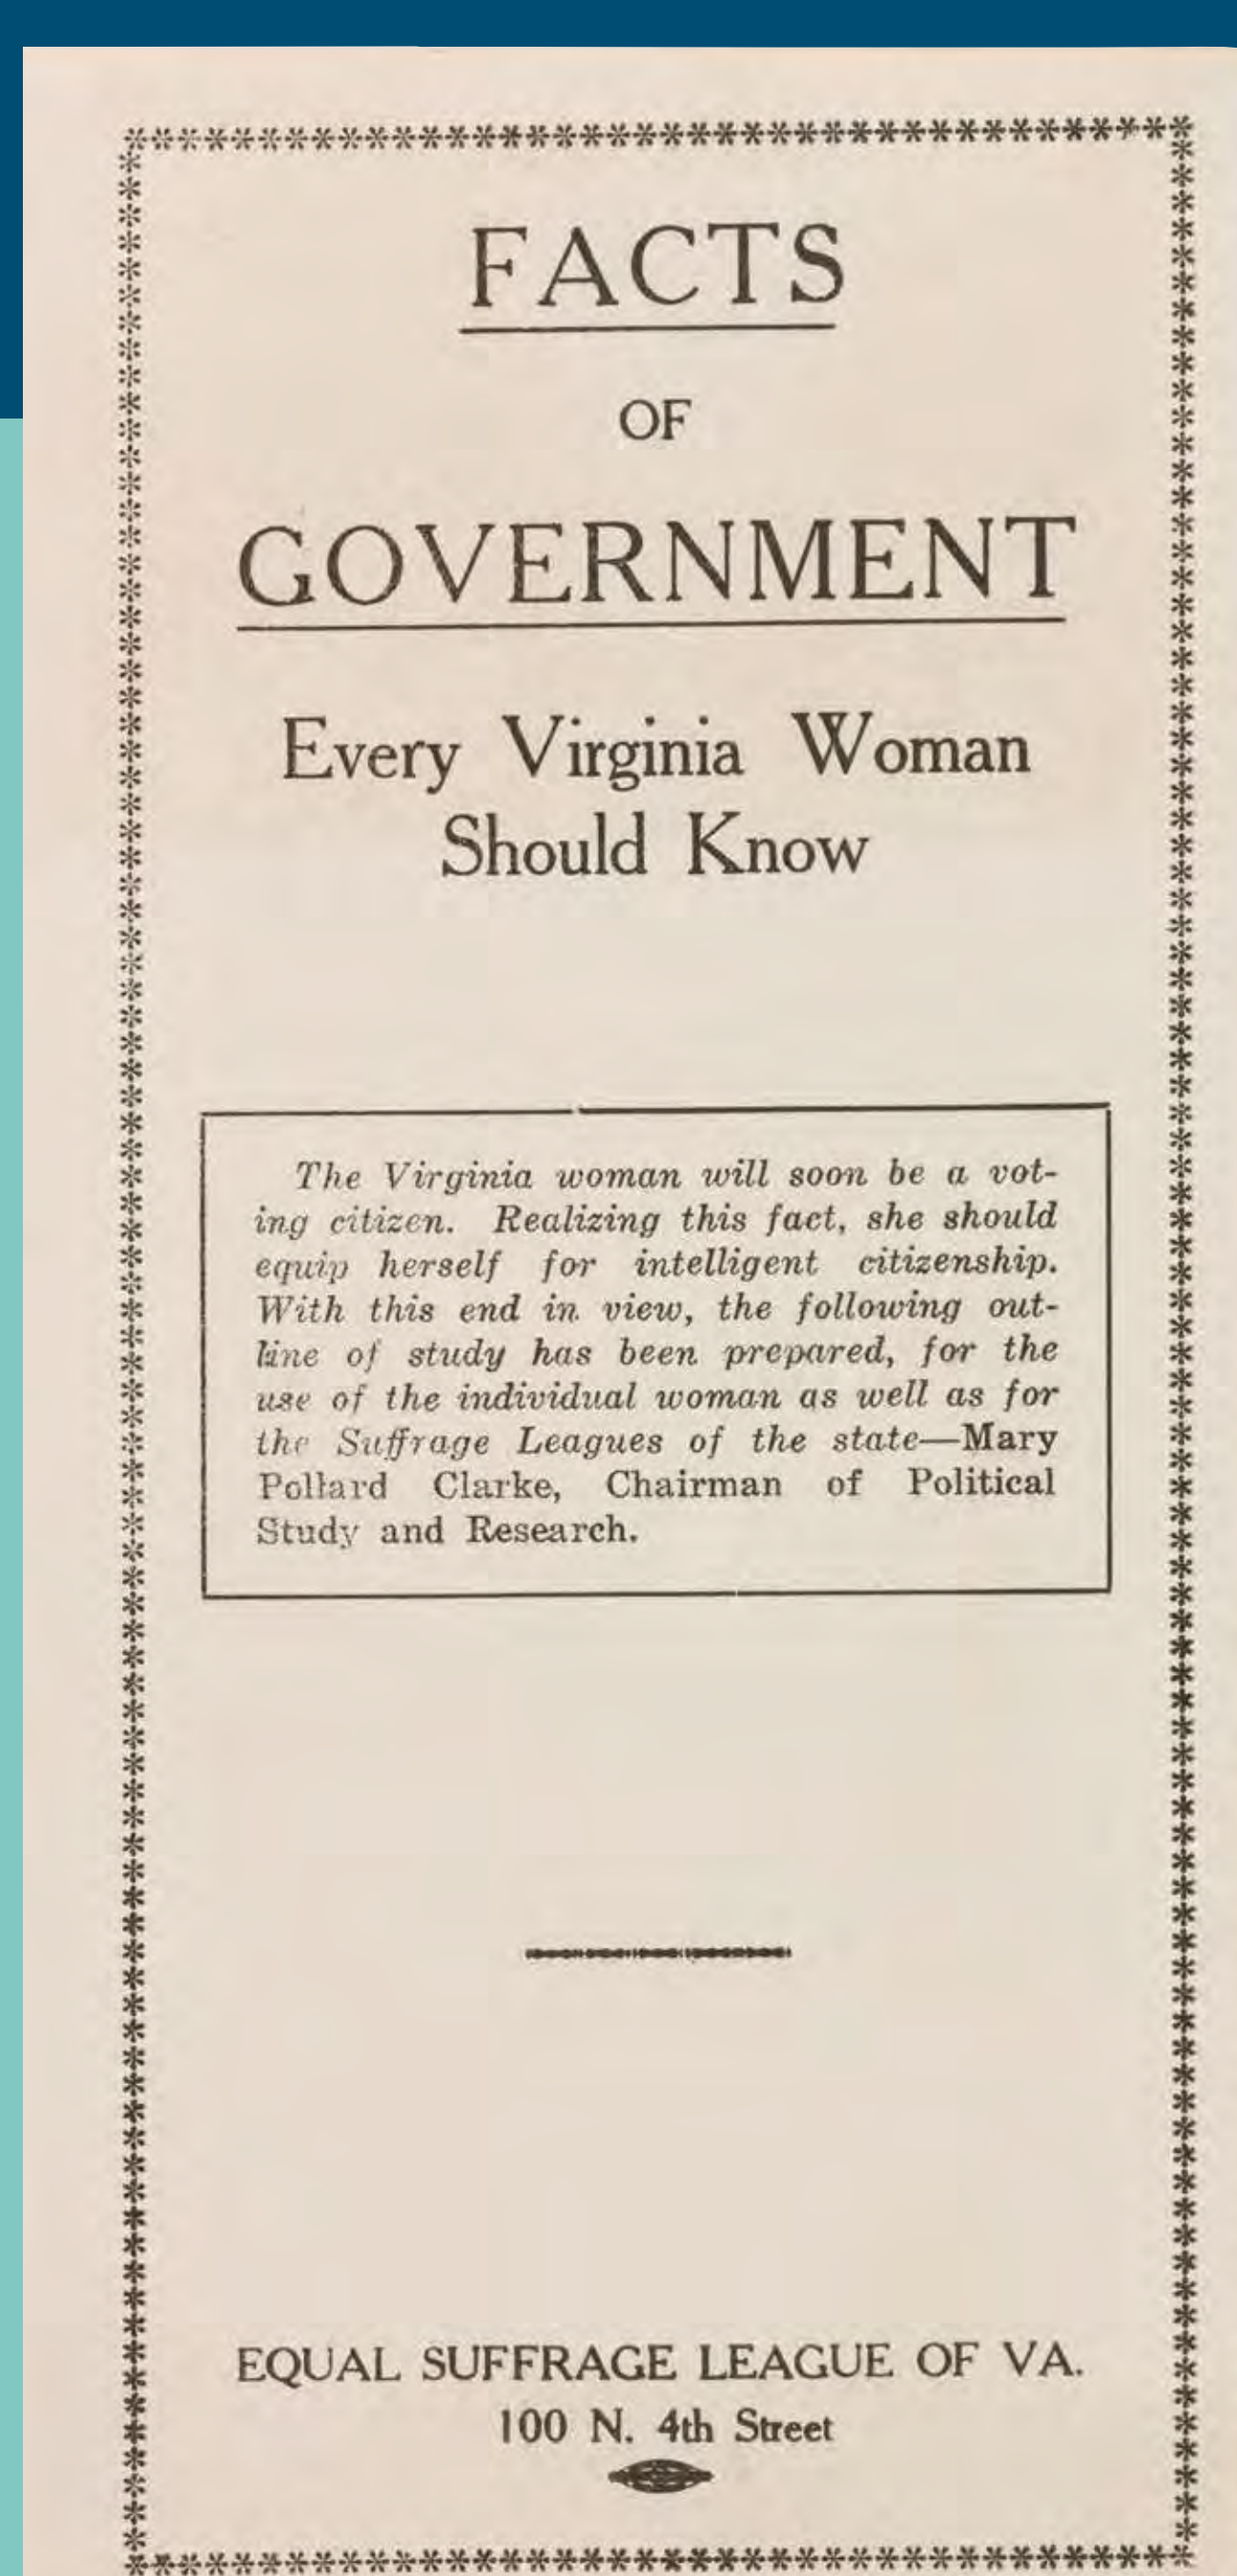 FACTS
OF
GOVERNMENT
Every Virginia Woman
Should Know
The Virginia woman will soon be a vot-
ing citizen. Realizing this fact, she should
equip herself for intelligent citizenship.
With this end in view, the following out-
line of study has been prepared, for the
use of the individual woman as well as for
the Suffrage Leagues of the state—Mary
Pollard Clarke, Chairman of Political
Study and Research.
EQUAL SUFFRAGE LEAGUE OF VA.
100 N. 4th Street